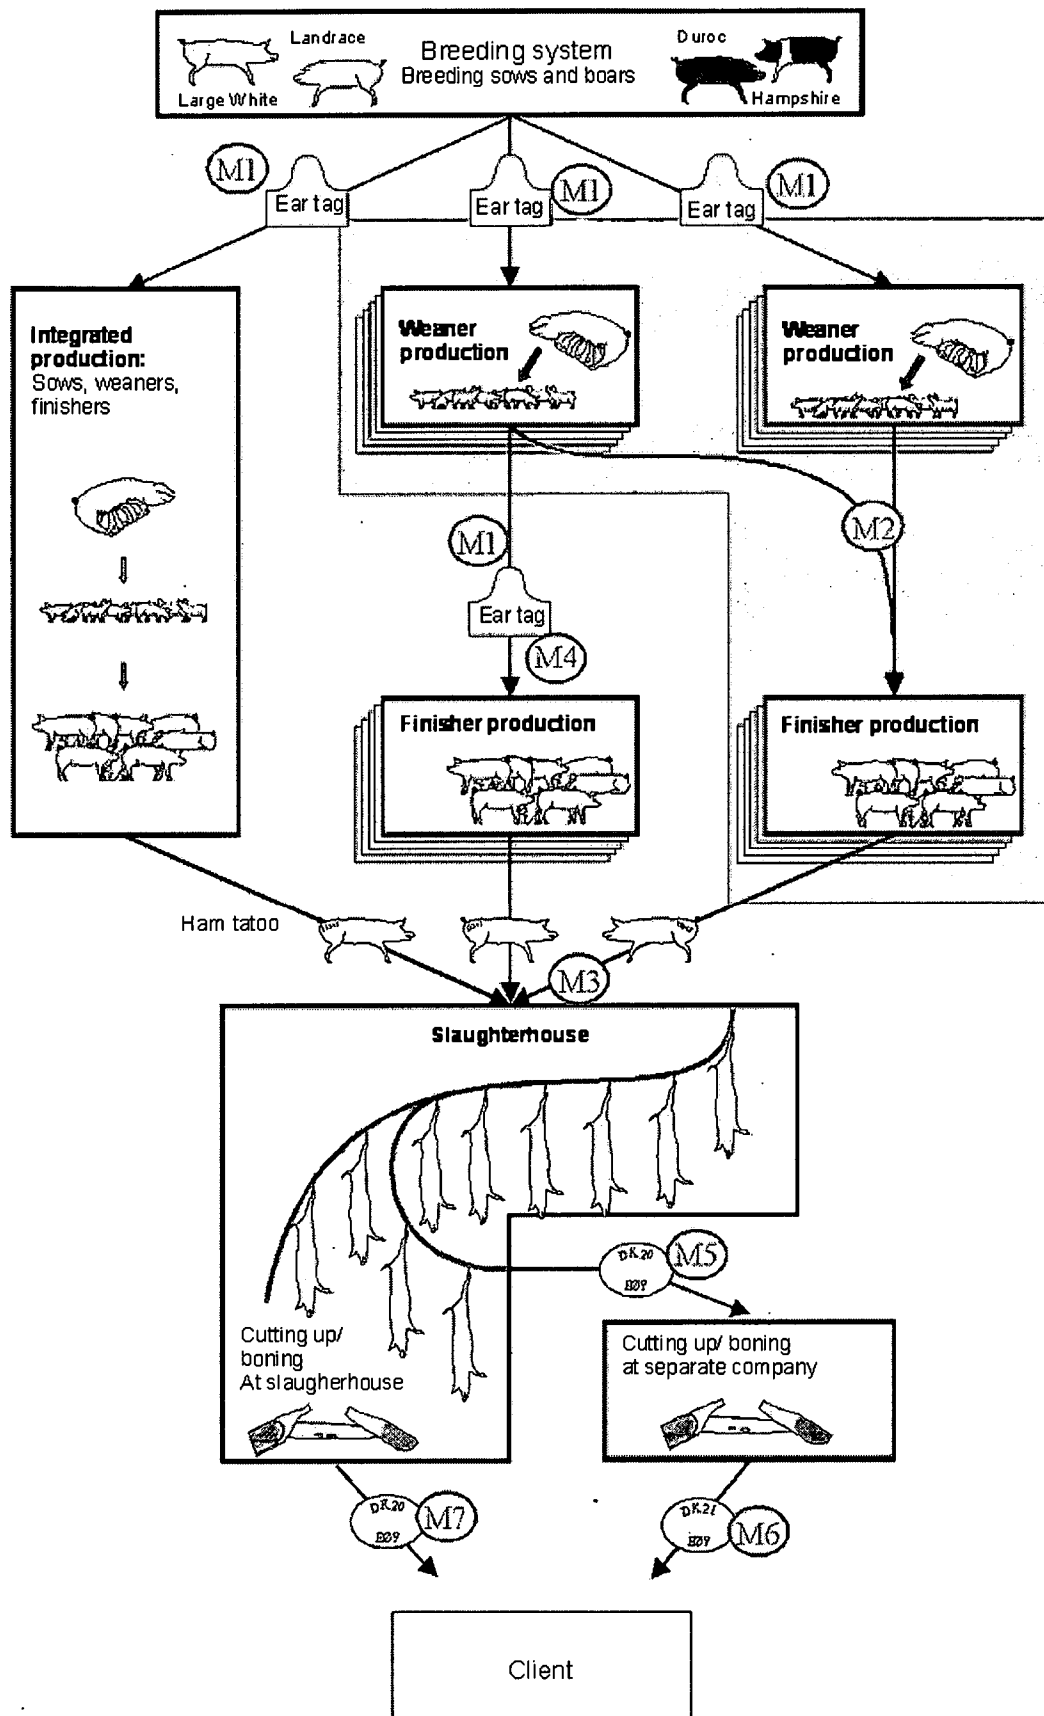 Landrace
Breeding system
Duroc
Breeding sows and boars
Large White
Hampshire
M1
Ear tag
M1
Ear tag
M1
Ear tag
Integrated
production:
Sows, weaners,
finishers
Weaner
production
Weaner
production
M2
M1
Ear tag
M4
Finisher production
Finisher production
Ham tatoo
M3
Slaughterhouse
DK 20
EØ9
M5
Cutting up/
boning
At slaugherhouse
Cutting up/ boning
at separate company
DK 20
EØ9
M7
DK 21
EØ9
M6
Client